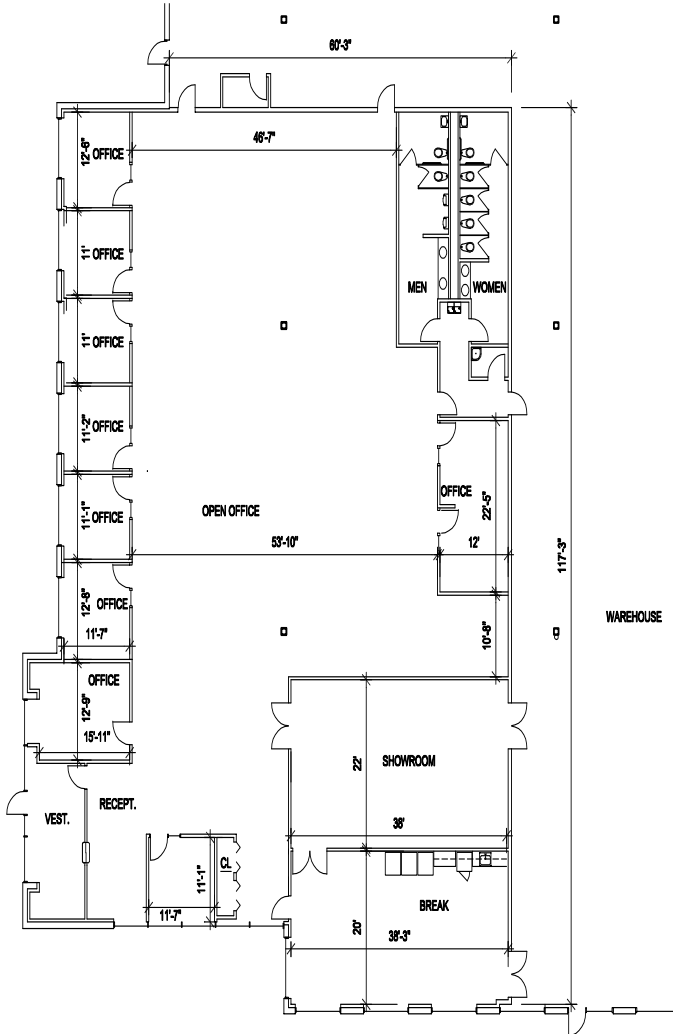 60'-3"
46'-7"
12'-6"
OFFICE
11'
OFFICE
MEN
WOMEN
11'
OFFICE
11'-2"
OFFICE
OFFICE
22'-5"
11'-1"
OFFICE
OPEN OFFICE
53'-10"
12'
117'-3"
12'-8"
OFFICE
WAREHOUSE
11'-7"
10'-8"
OFFICE
12'-9"
15'-11"
22'
SHOWROOM
RECEPT.
VEST.
38'
CL
11'-1"
11'-7"
BREAK
20'
38'-3"